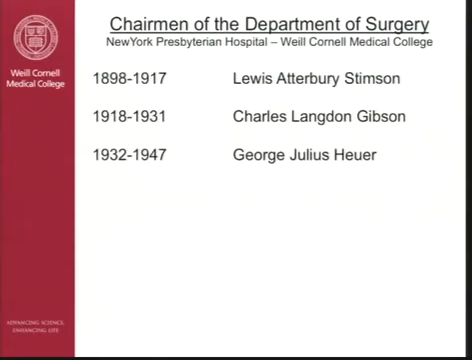 Chairmen of the Department of Surgery
NewYork Presbyterian Hospital – Weill Cornell Medical College
Weill Cornell
Medical College
1898-1917 Lewis Atterbury Stimson
1918-1931 Charles Langdon Gibson
1932-1947 George Julius Heuer
ADVANCING SCIENCE,
ENHANCING LIFE